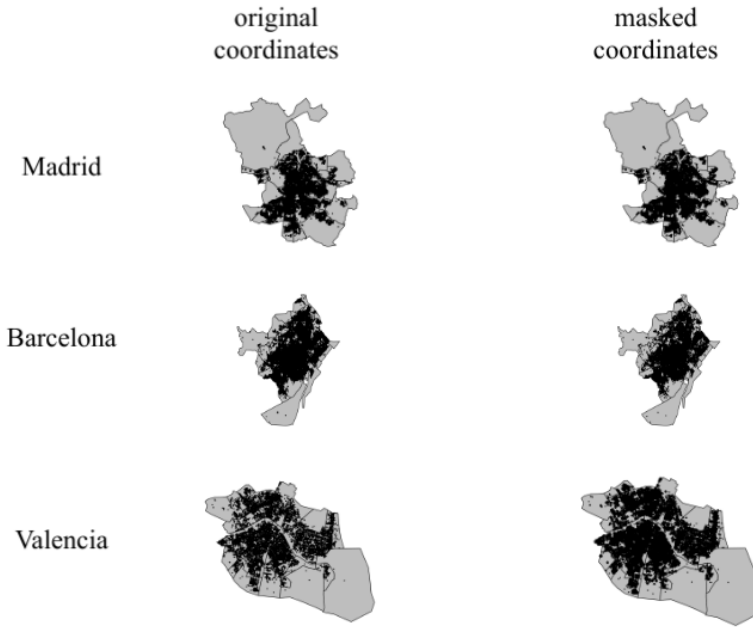 original
coordinates
masked
coordinates
Madrid
Barcelona
Valencia